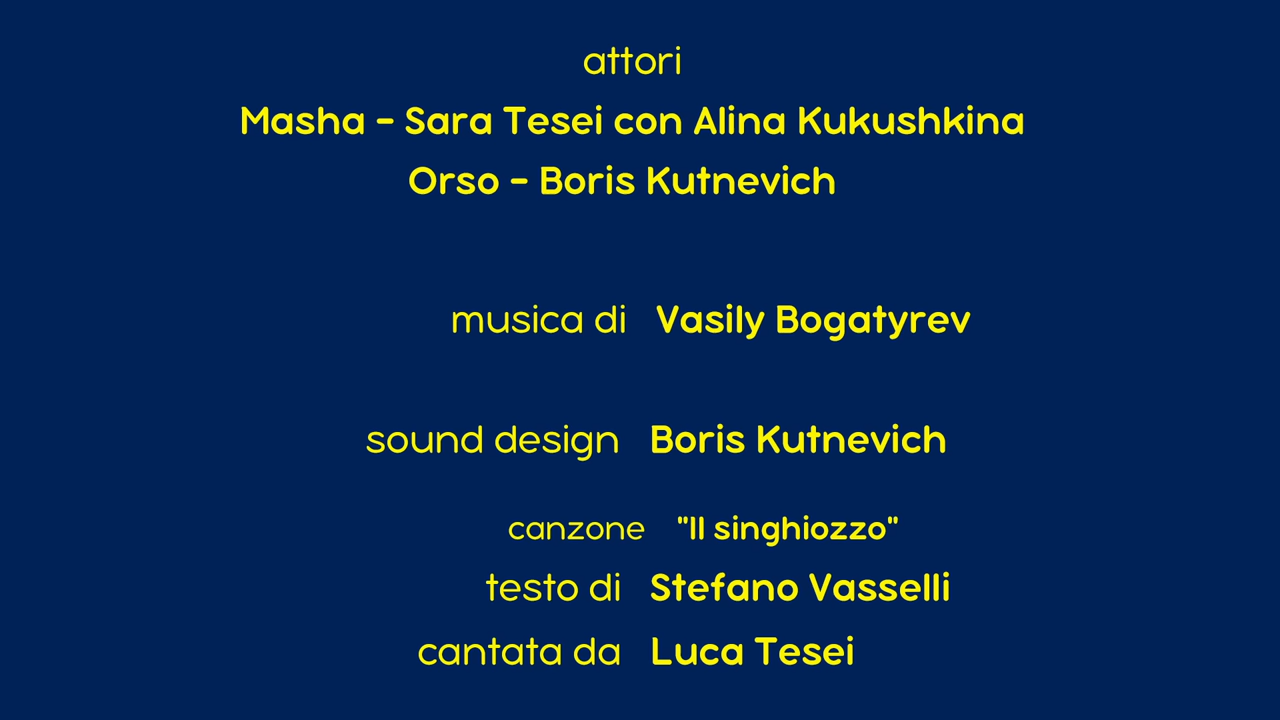 attori
Masha - Sara Tesei con Alina Kukushkina
Orso - Boris Kutnevich
musica di Vasily Bogatyrev
sound design Boris Kutnevich
canzone "Il singhiozzo"
testo di Stefano Vasselli
cantata da Luca Tesei